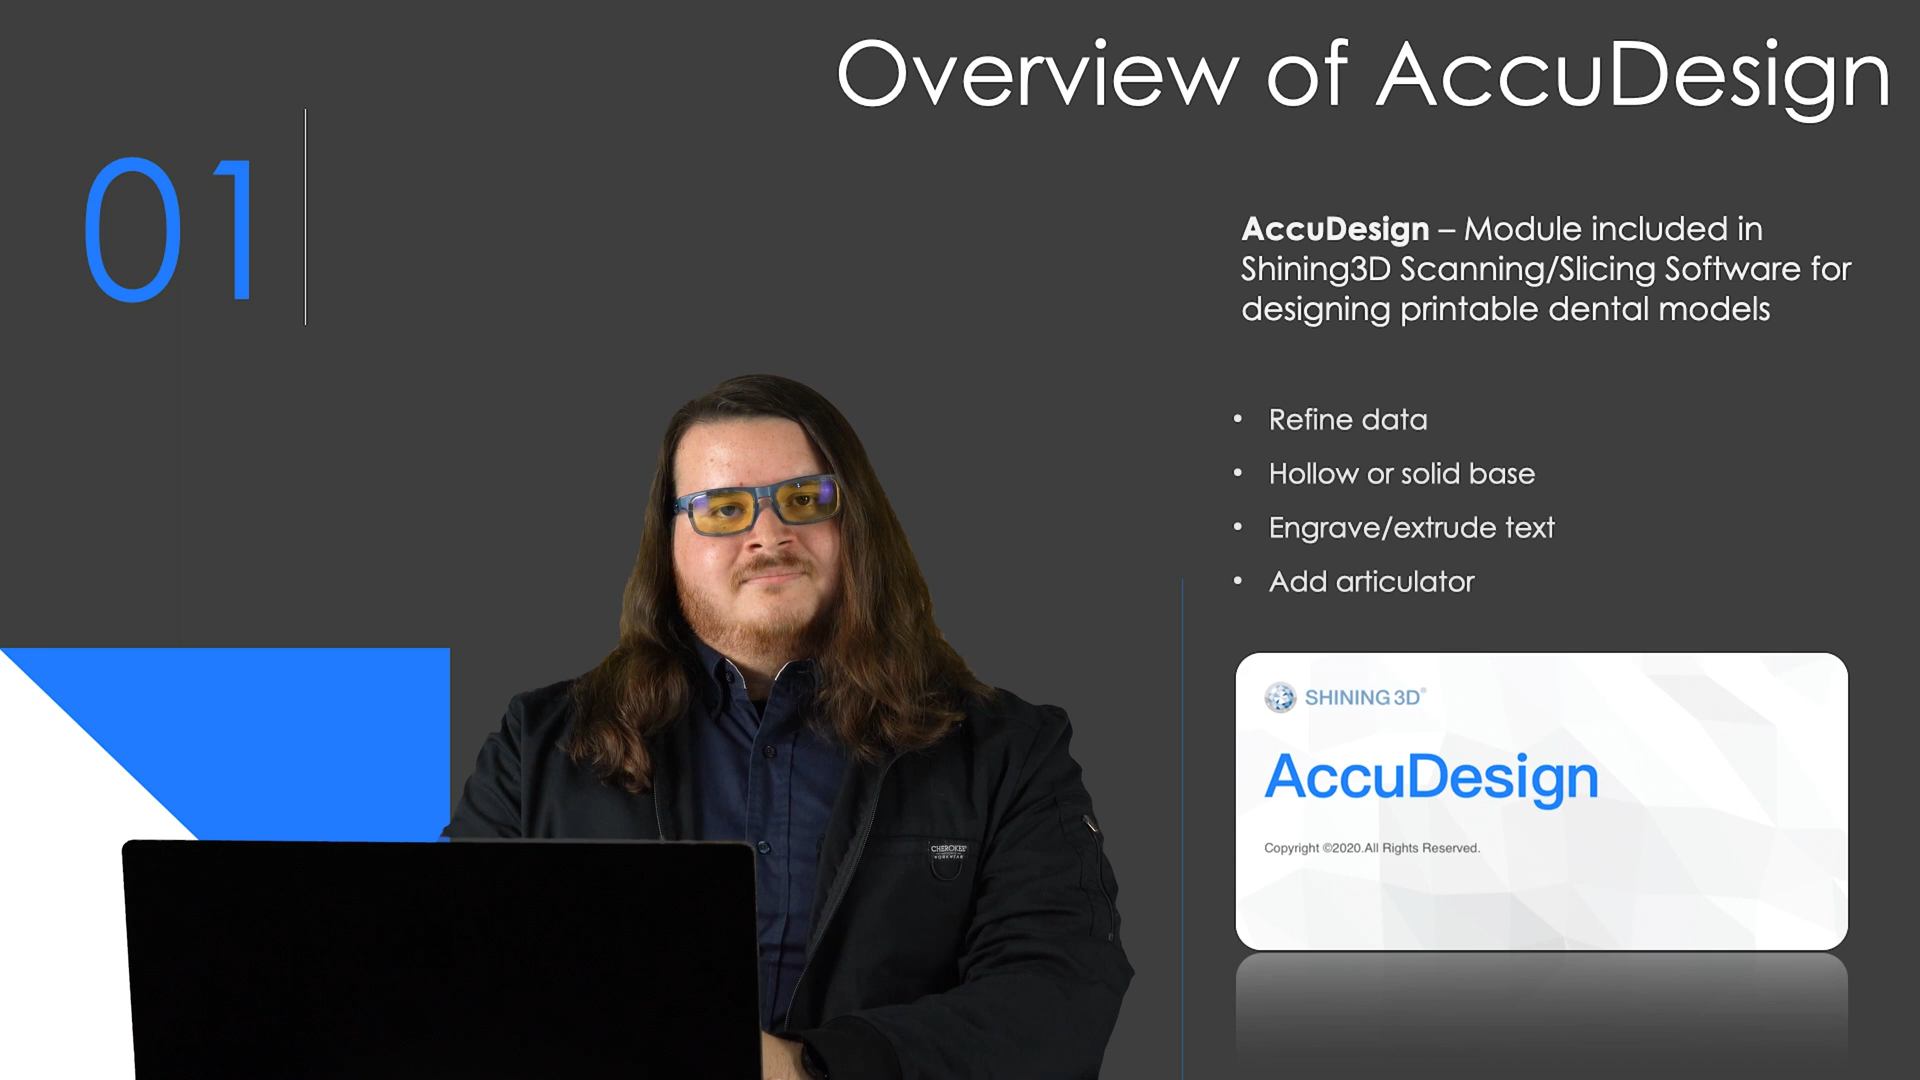 Overview of AccuDesign
01
AccuDesign – Module included in
Shining3D Scanning/Slicing Software for
designing printable dental models
• Refine data
• Hollow or solid base
• Engrave/extrude text
• Add articulator
SHINING 3D®
AccuDesign
Copyright ©2020.All Rights Reserved.
CHEROKEE
WORKWEAR